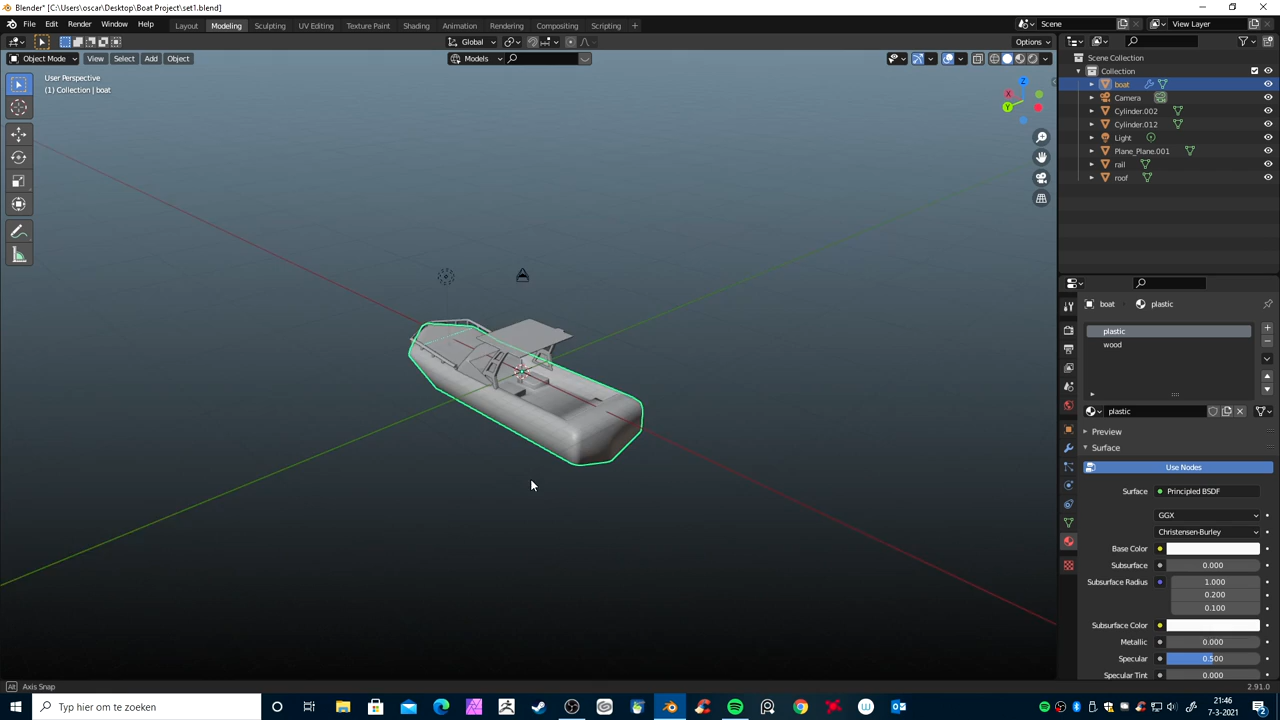 Blender* [C:\Users\oscar\Desktop\Boat Project\set1.blend]
File Edit Render Window Help Layout Modeling Sculpting UV Editing Texture Paint Shading Animation Rendering Compositing Scripting + Scene View Layer
Global Options
Object Mode View Select Add Object Models
User Perspective
(1) Collection | boat
X Z Y
Scene Collection
Collection
boat
Camera
Cylinder.002
Cylinder.012
Light
Plane_Plane.001
rail
roof
boat plastic
plastic
wood
plastic
Preview
Surface
Use Nodes
Surface Principled BSDF
GGX
Christensen-Burley
Base Color
Subsurface 0.000
Subsurface Radius 1.000
0.200
0.100
Subsurface Color
Metallic 0.000
Specular 0.500
Specular Tint 0.000
Alt Axis Snap 2.91.0
Typ hier om te zoeken
21:46
7-3-2021